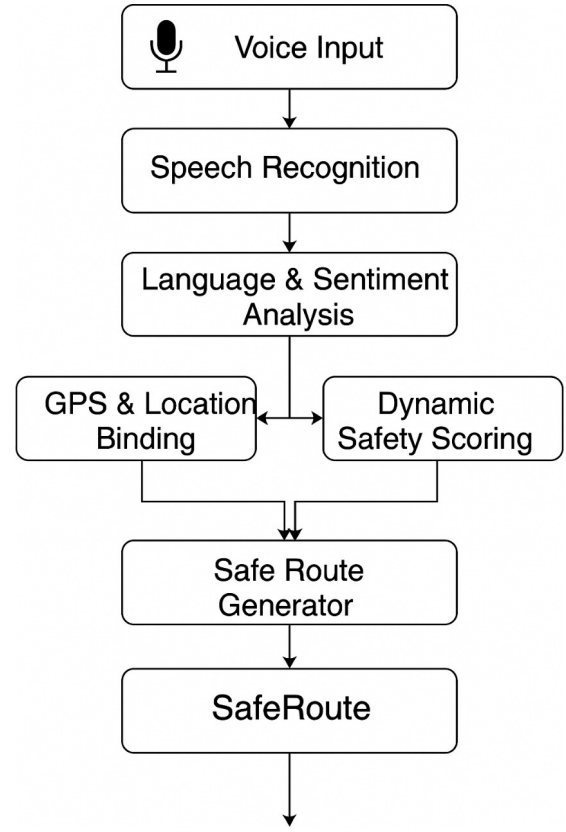 Voice Input
Speech Recognition
Language & Sentiment
Analysis
GPS & Location
Binding
Dynamic
Safety Scoring
Safe Route
Generator
SafeRoute